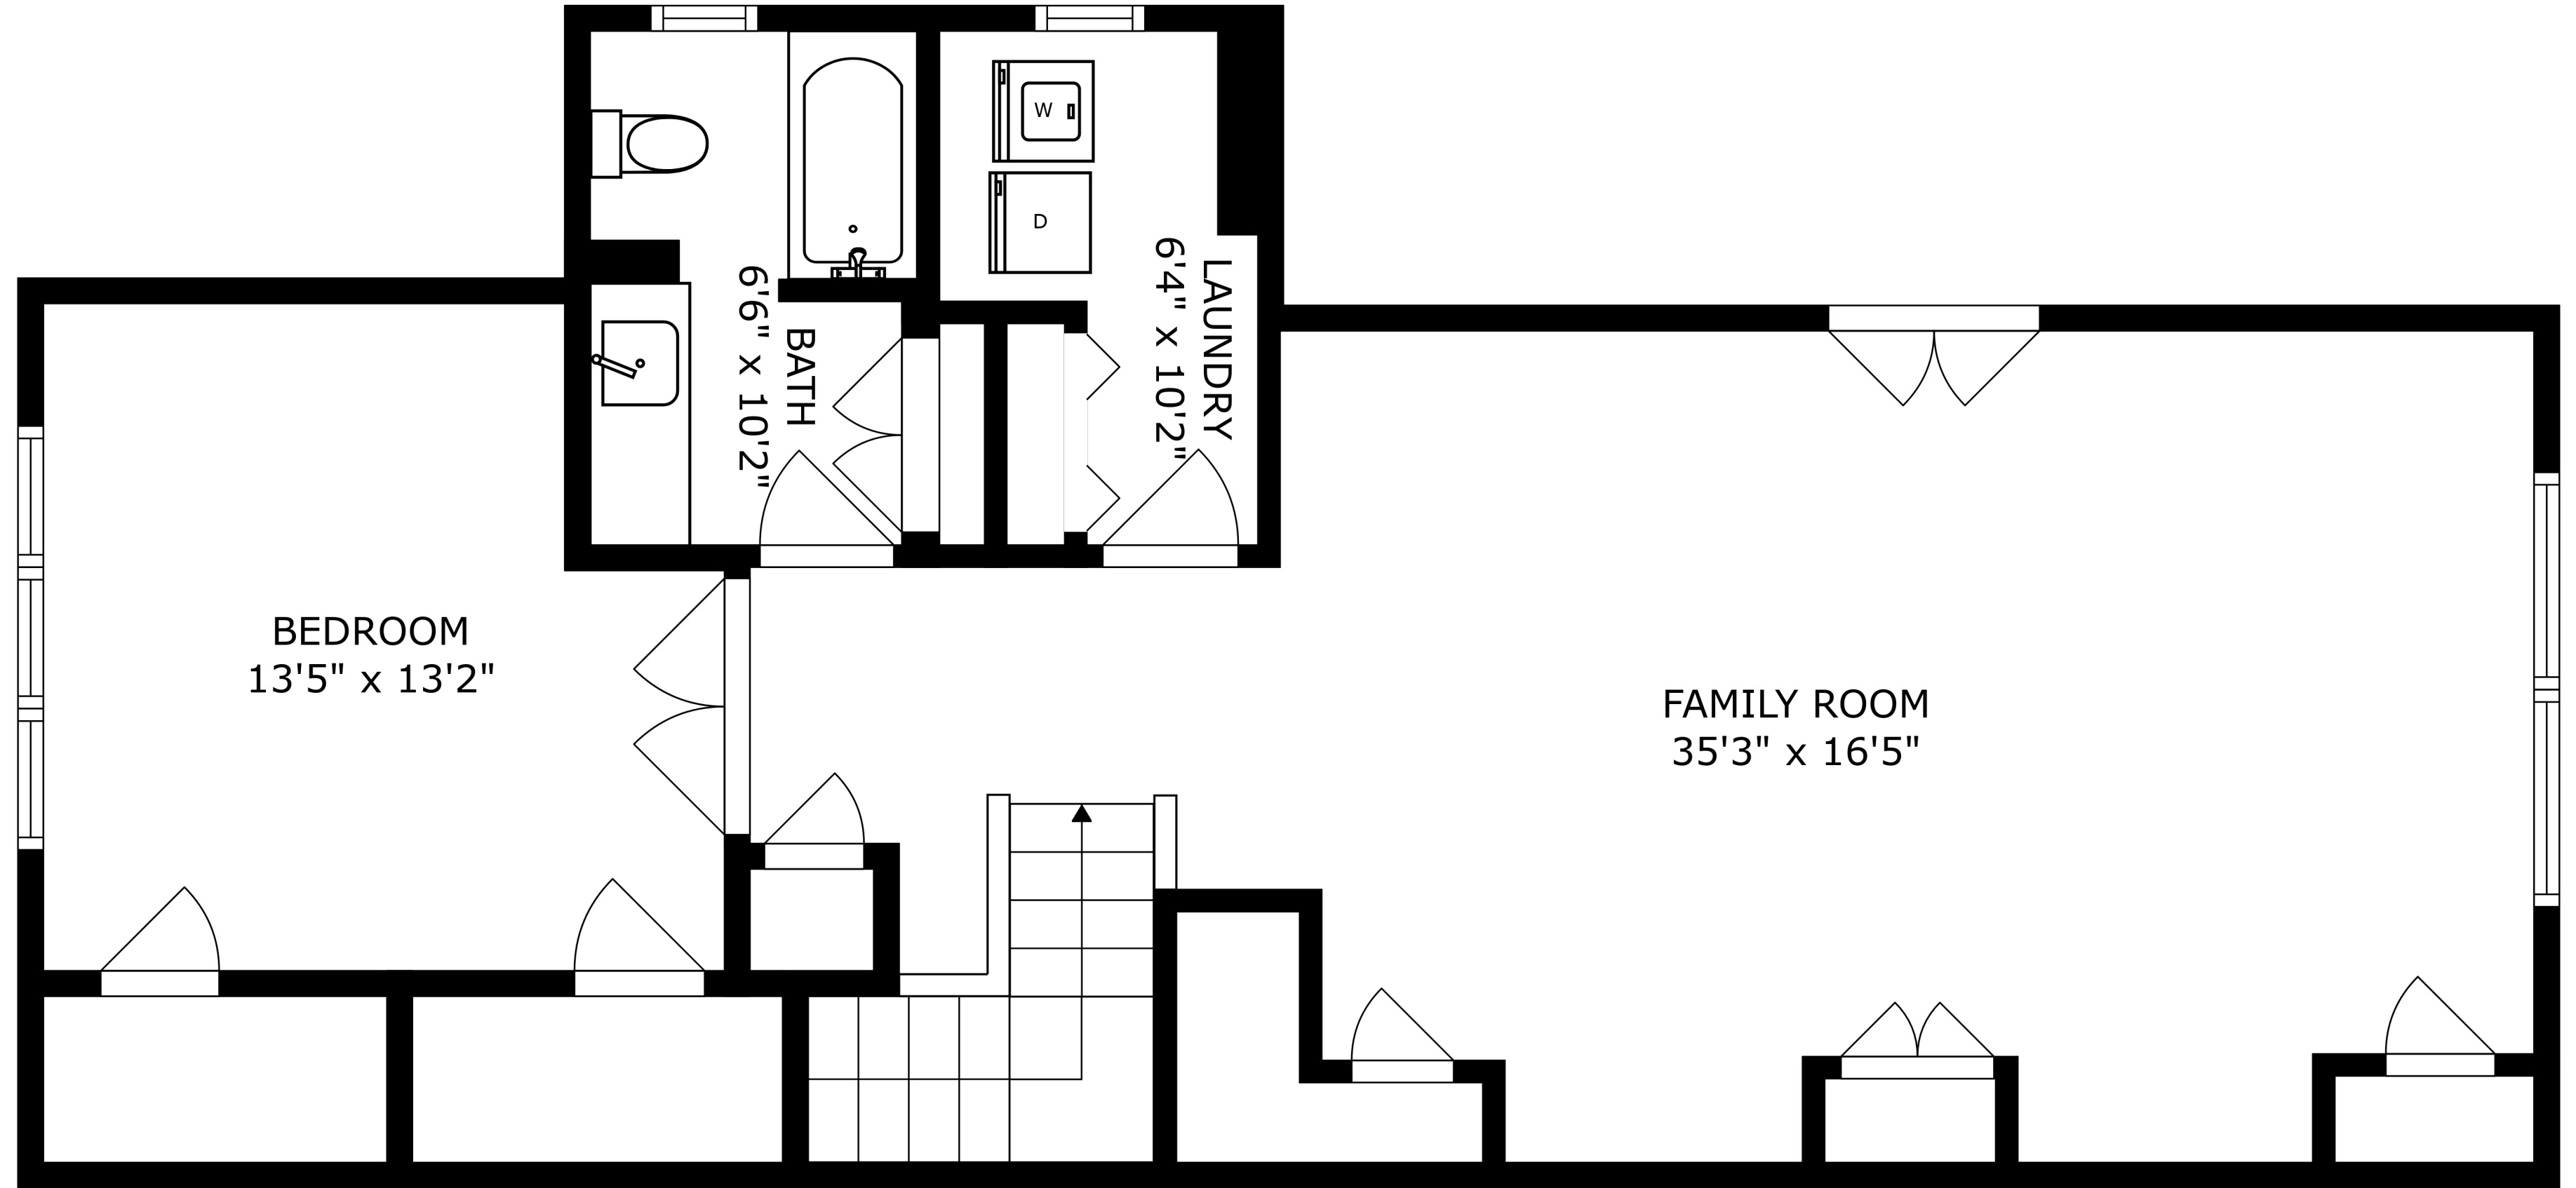 W
D
LAUNDRY
6'4" x 10'2"
BATH
6'6" x 10'2"
BEDROOM
13'5" x 13'2"
FAMILY ROOM
35'3" x 16'5"